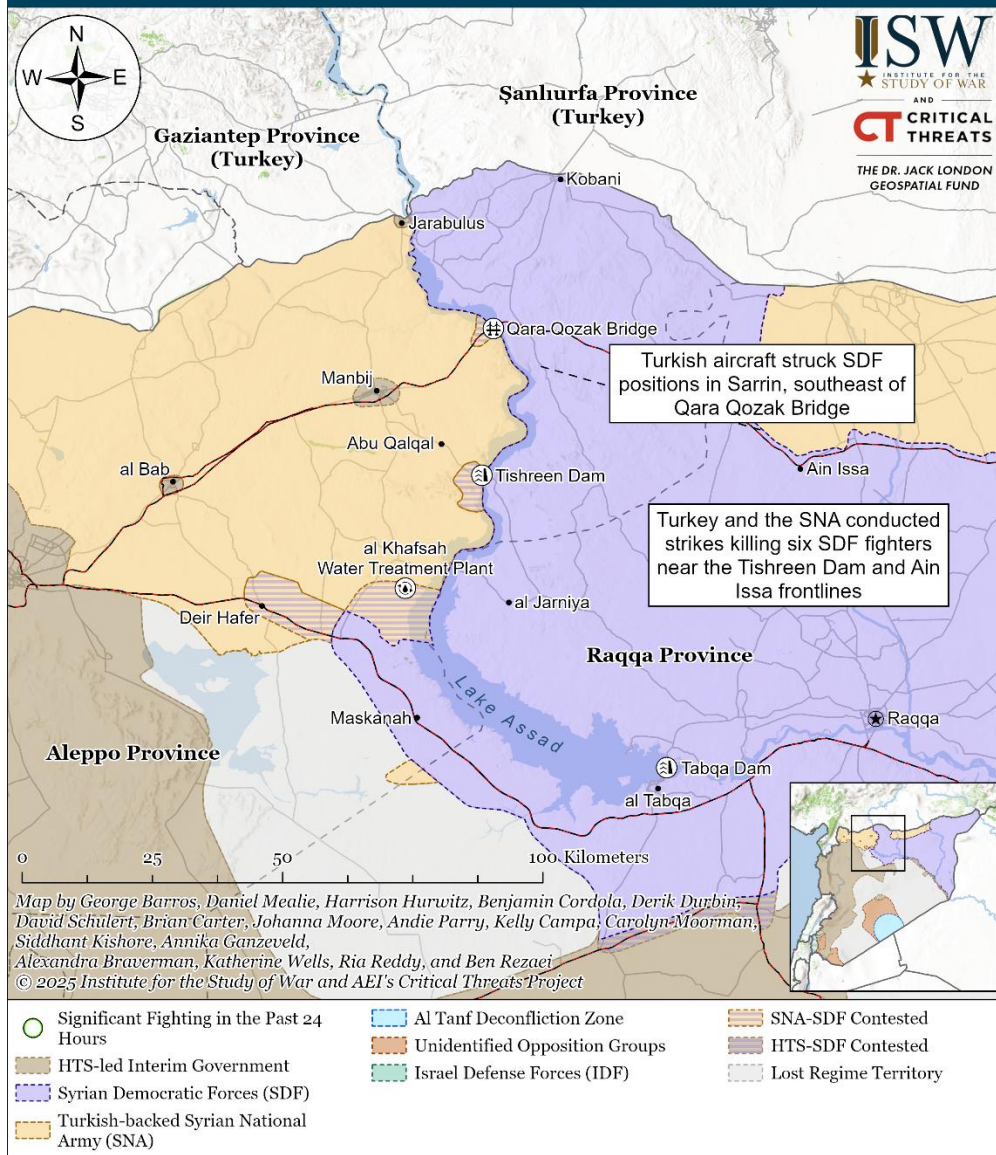 N
W
E
S
ISW
INSTITUTE FOR THE
STUDY OF WAR
AND
CT CRITICAL
THREATS
THE DR. JACK LONDON
GEOSPATIAL FUND
Şanlıurfa Province
(Turkey)
Gaziantep Province
(Turkey)
Kobani
Jarabulus
Qara-Qozak Bridge
Turkish aircraft struck SDF
positions in Sarrin, southeast of
Qara Qozak Bridge
Manbij
Abu Qalqal
al Bab
Tishreen Dam
Ain Issa
Turkey and the SNA conducted
strikes killing six SDF fighters
near the Tishreen Dam and Ain
Issa frontlines
al Khafsah
Water Treatment Plant
al Jarniya
Deir Hafer
Raqqa Province
Lake Assad
Maskanah
Raqqa
Aleppo Province
Tabqa Dam
al Tabqa
0 25 50 100 Kilometers
Map by George Barros, Daniel Mealie, Harrison Hurwitz, Benjamin Cordola, Derik Durbin,
David Schulert, Brian Carter, Johanna Moore, Andie Parry, Kelly Campa, Carolyn Moorman,
Siddhant Kishore, Annika Ganzeveld,
Alexandra Braverman, Katherine Wells, Ria Reddy, and Ben Rezaei
© 2025 Institute for the Study of War and AEI's Critical Threats Project
Significant Fighting in the Past 24
Hours
HTS-led Interim Government
Syrian Democratic Forces (SDF)
Turkish-backed Syrian National
Army (SNA)
Al Tanf Deconfliction Zone
Unidentified Opposition Groups
Israel Defense Forces (IDF)
SNA-SDF Contested
HTS-SDF Contested
Lost Regime Territory